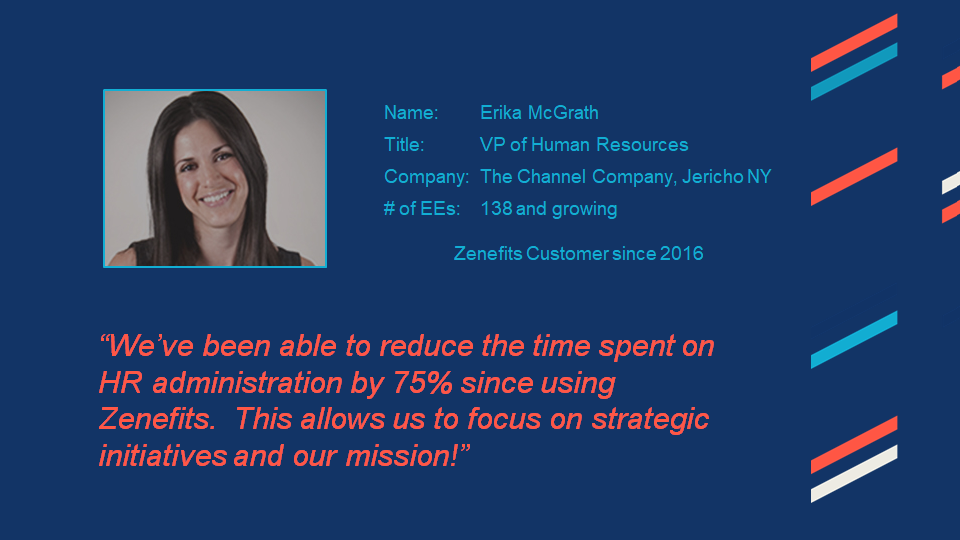 Name: Erika McGrath
Title: VP of Human Resources
Company: The Channel Company, Jericho NY
# of EEs: 138 and growing
Zenefits Customer since 2016
“We’ve been able to reduce the time spent on
HR administration by 75% since using
Zenefits.  This allows us to focus on strategic
initiatives and our mission!”